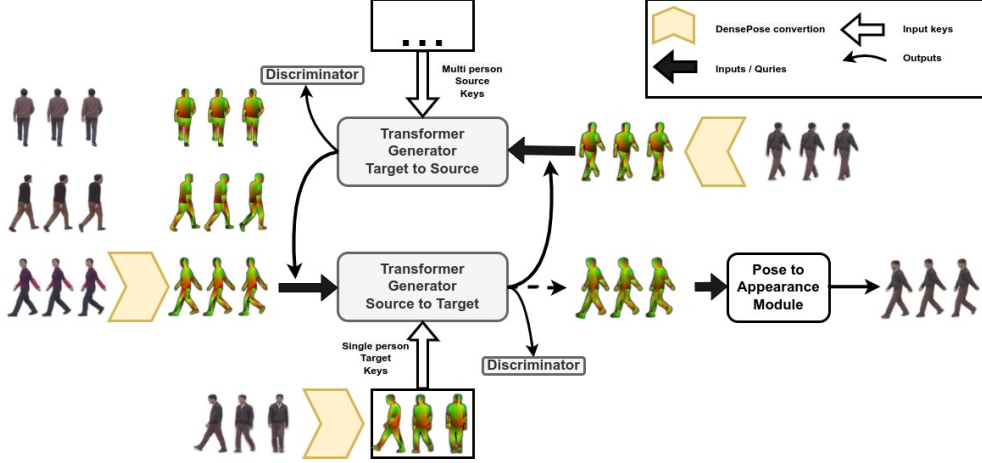 ...
DensePose convertion
Input keys
Inputs / Quries
Outputs
Discriminator
Multi person
Source
Keys
Transformer
Generator
Target to Source
Transformer
Generator
Source to Target
Pose to
Appearance
Module
Single person
Target
Keys
Discriminator